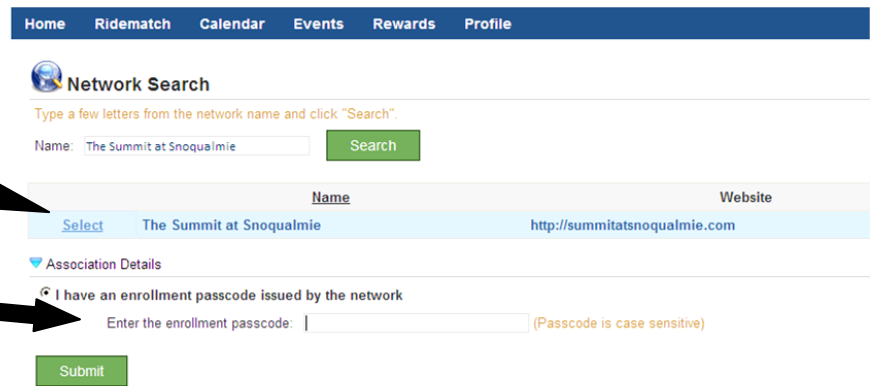 Home Ridematch Calendar Events Rewards Profile
Network Search
Type a few letters from the network name and click "Search".
Name: The Summit at Snoqualmie Search
Name Website
Select The Summit at Snoqualmie http://summitatsnoqualmie.com
Association Details
I have an enrollment passcode issued by the network
Enter the enrollment passcode: (Passcode is case sensitive)
Submit